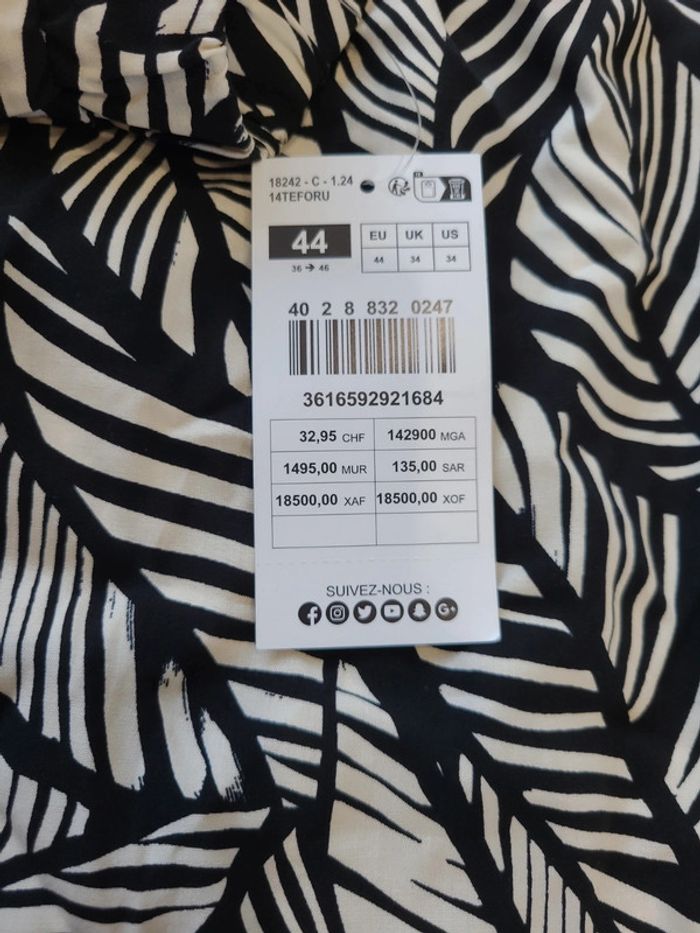 18242 - C - 1.24
14TEFORU
44
36 → 46
EU UK US
44 34 34
40 2 8 832 0247
3616592921684
32,95 CHF 142900 MGA
1495,00 MUR 135,00 SAR
18500,00 XAF 18500,00 XOF
SUIVEZ-NOUS :